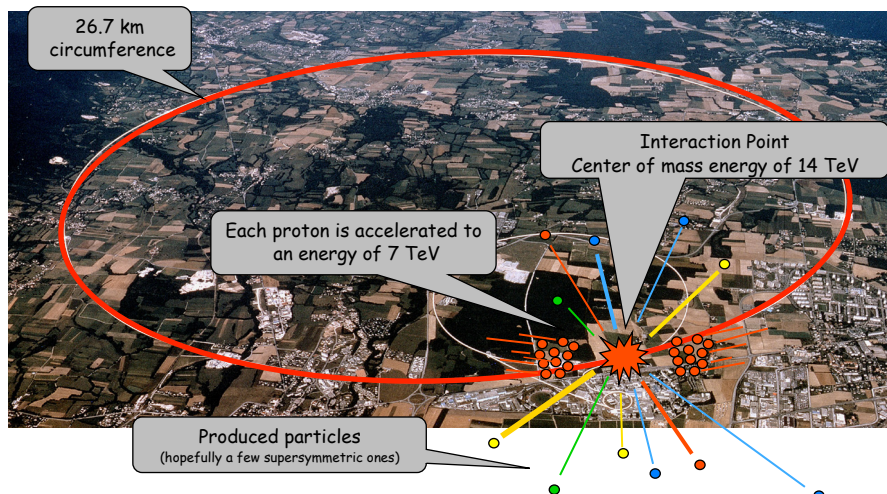 26.7 km
circumference
Interaction Point
Center of mass energy of 14 TeV
Each proton is accelerated to
an energy of 7 TeV
Produced particles
(hopefully a few supersymmetric ones)